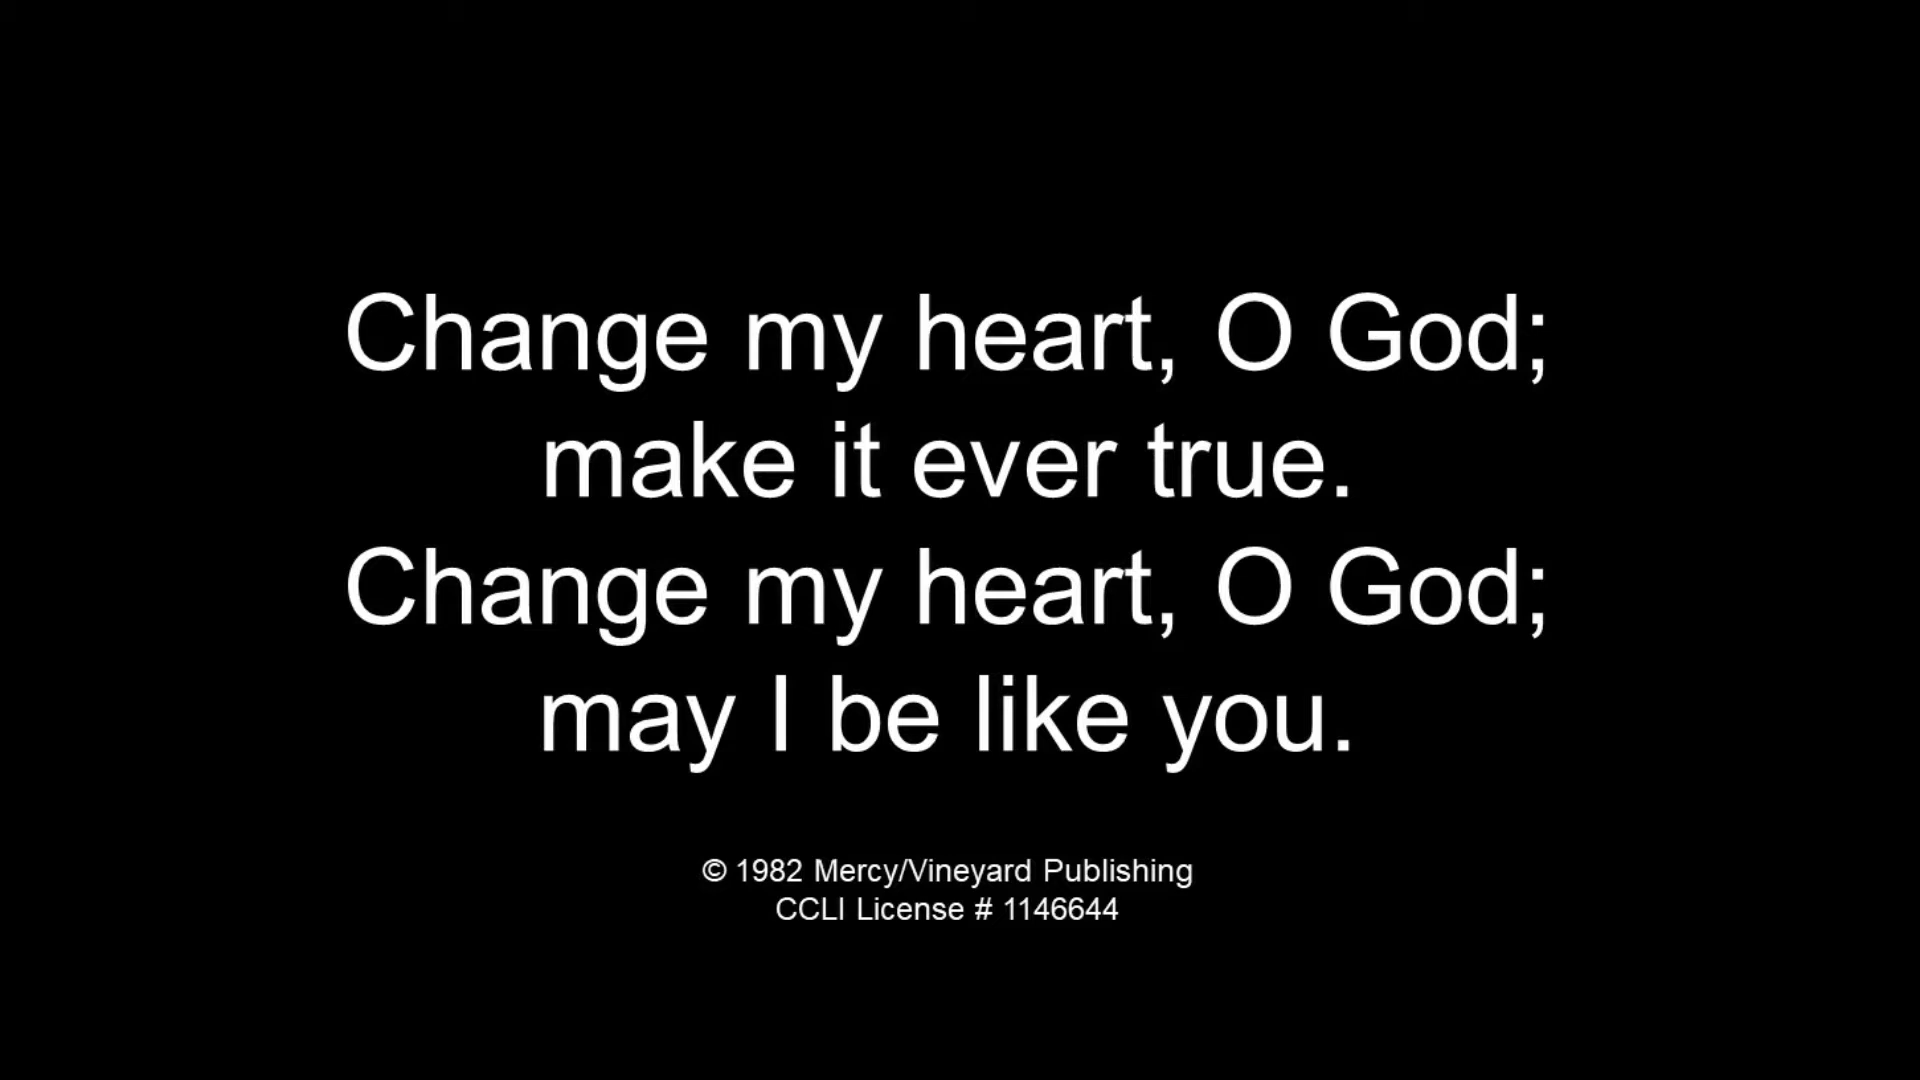 Change my heart, O God;
make it ever true.
Change my heart, O God;
may I be like you.
© 1982 Mercy/Vineyard Publishing
CCLI License # 1146644